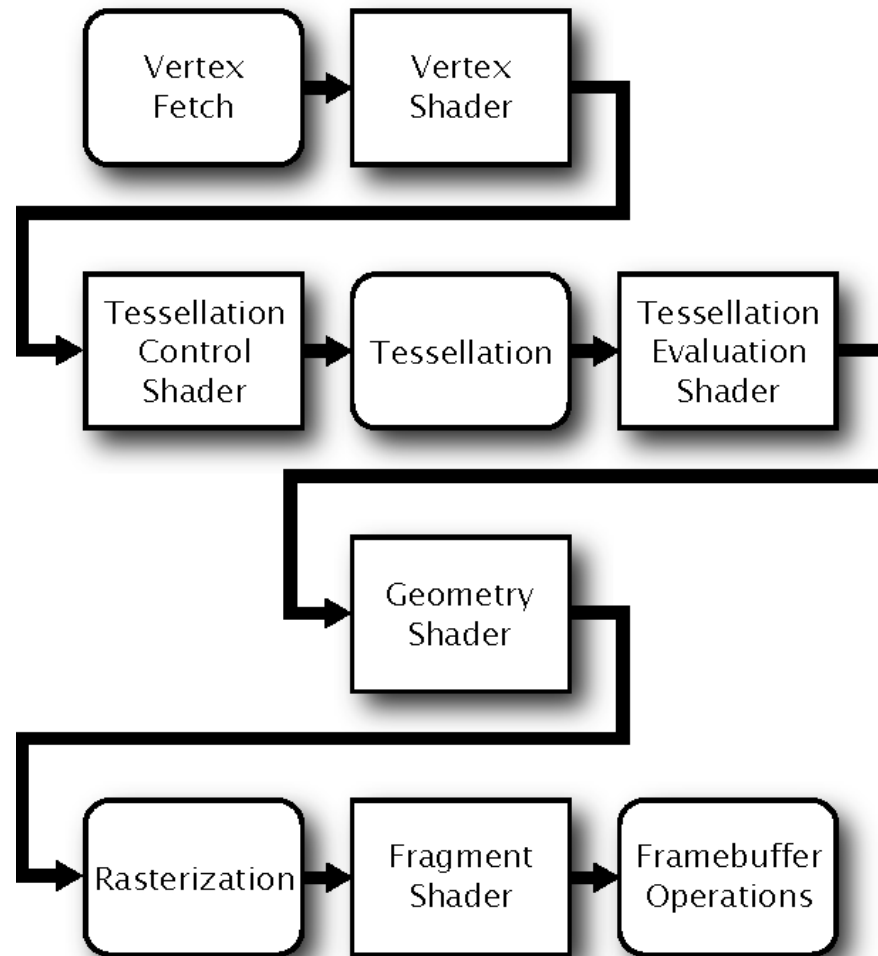 Vertex
Fetch
Vertex
Shader
Tessellation
Control
Shader
Tessellation
Tessellation
Evaluation
Shader
Geometry
Shader
Rasterization
Fragment
Shader
Framebuffer
Operations